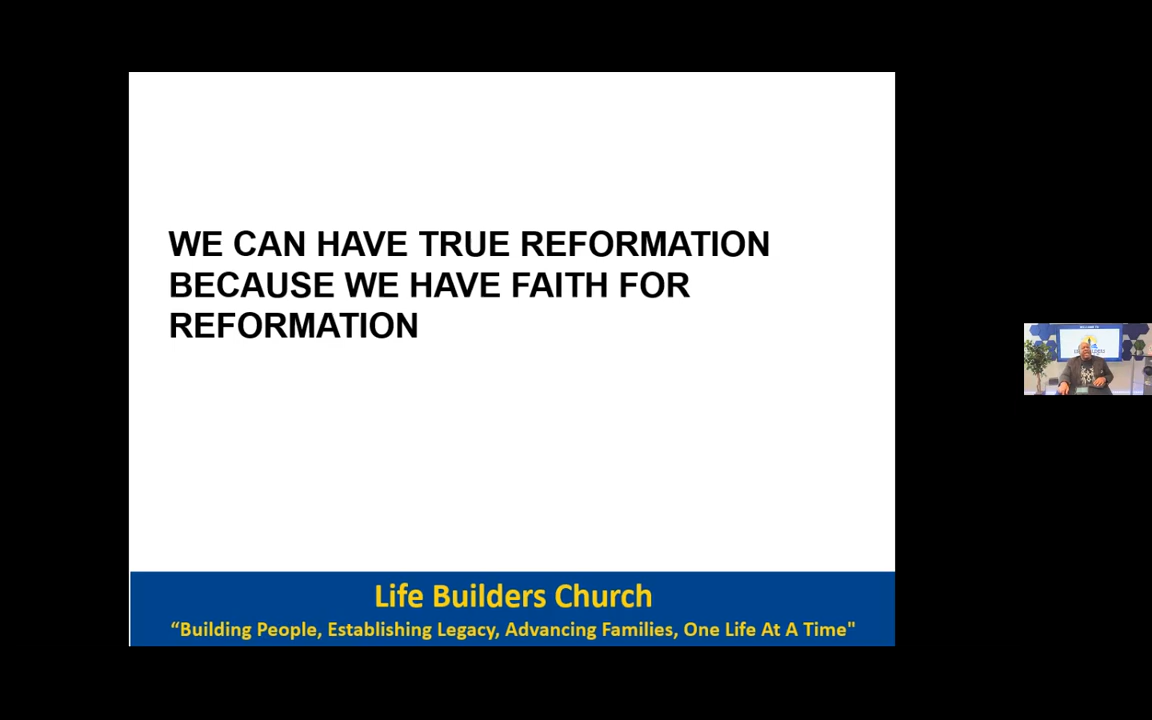 WE CAN HAVE TRUE REFORMATION
BECAUSE WE HAVE FAITH FOR
REFORMATION
Life Builders Church
“Building People, Establishing Legacy, Advancing Families, One Life At A Time"